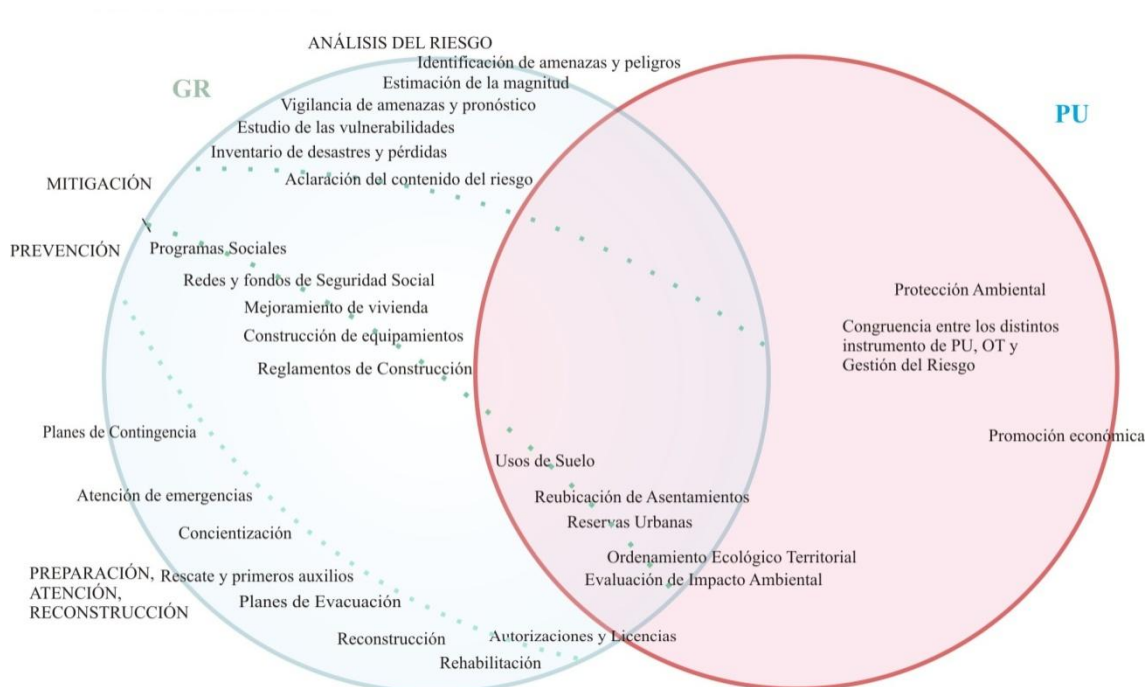 ANÁLISIS DEL RIESGO
Identificación de amenazas y peligros
GR
Estimación de la magnitud
Vigilancia de amenazas y pronóstico
PU
Estudio de las vulnerabilidades
Inventario de desastres y pérdidas
Aclaración del contenido del riesgo
MITIGACIÓN
PREVENCIÓN
Programas Sociales
Redes y fondos de Seguridad Social
Mejoramiento de vivienda
Construcción de equipamientos
Reglamentos de Construcción
Protección Ambiental
Congruencia entre los distintos
instrumento de PU, OT y
Gestión del Riesgo
Promoción económica
Planes de Contingencia
Usos de Suelo
Atención de emergencias
Reubicación de Asentamientos
Concientización
Reservas Urbanas
Ordenamiento Ecológico Territorial
Evaluación de Impacto Ambiental
PREPARACIÓN,
ATENCIÓN,
RECONSTRUCCIÓN
Rescate y primeros auxilios
Planes de Evacuación
Reconstrucción
Autorizaciones y Licencias
Rehabilitación